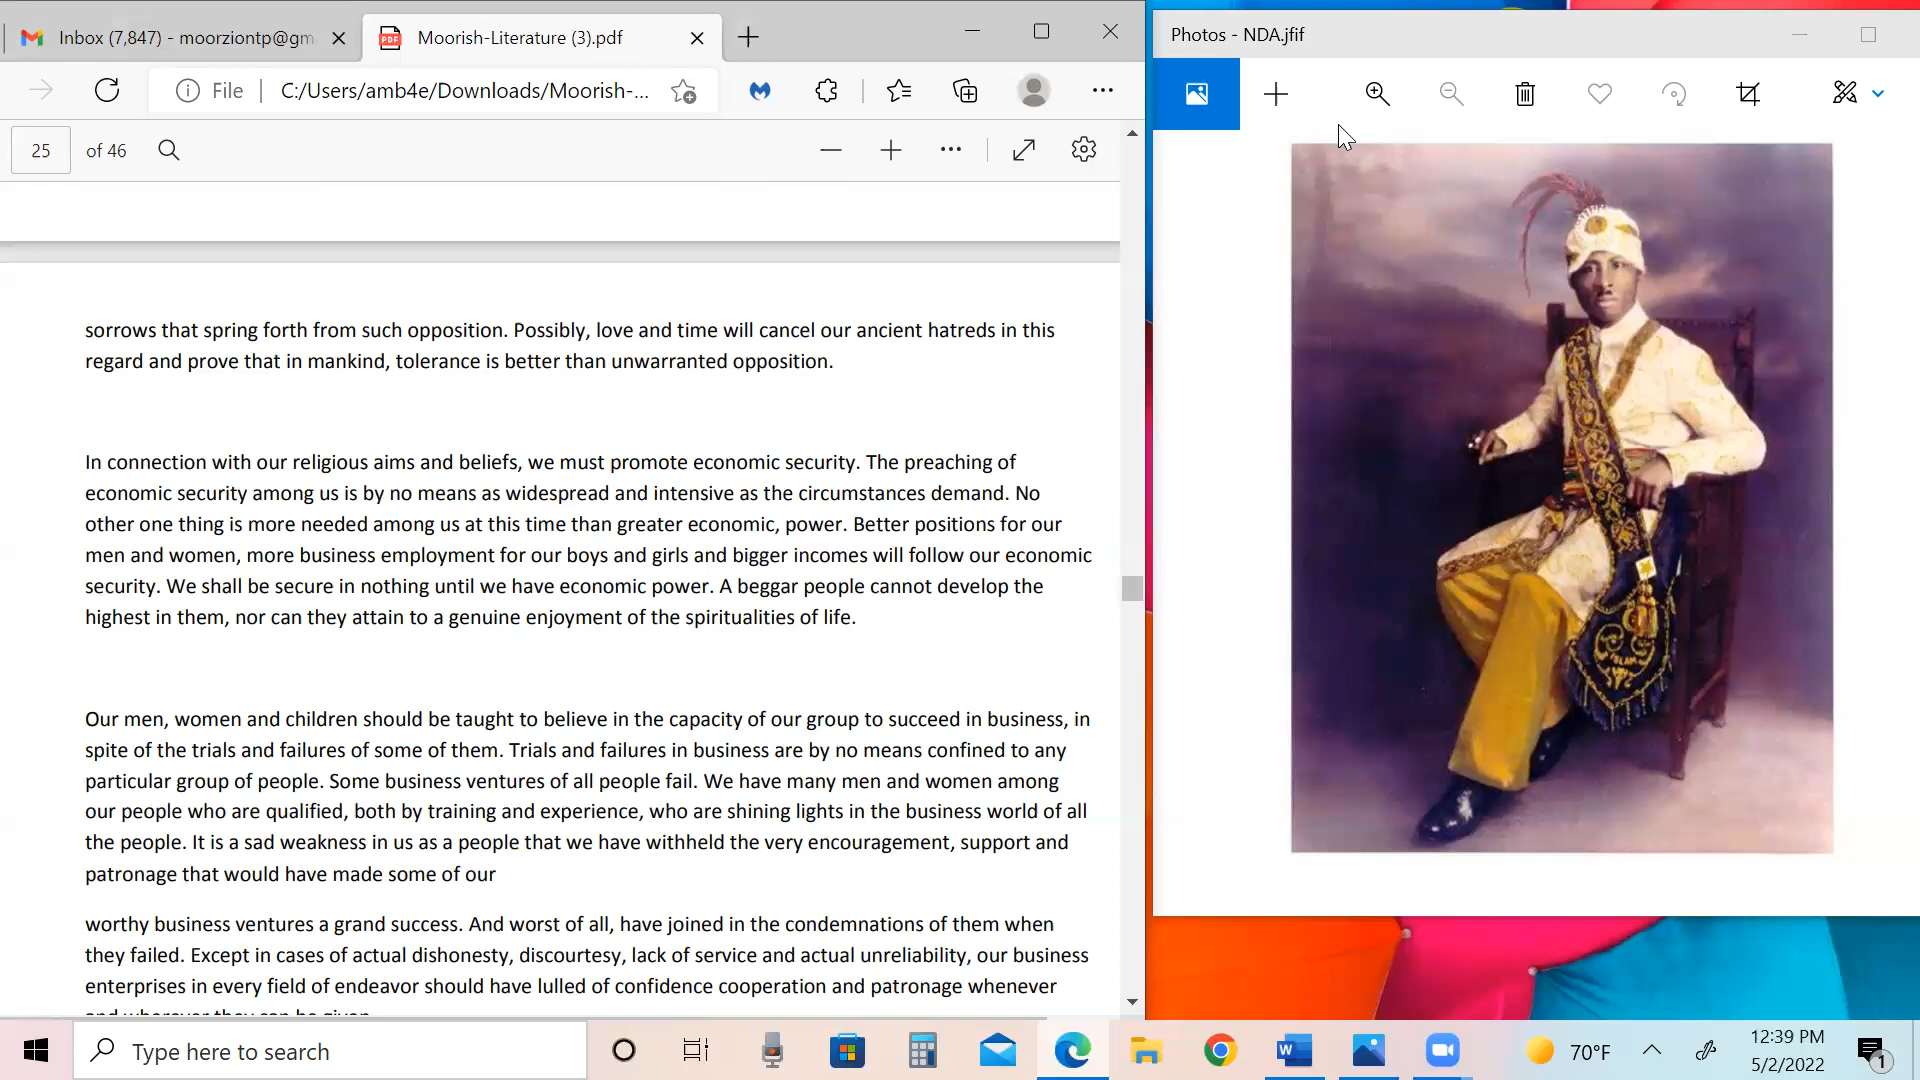 Inbox (7,847) - moorziontp@gm
Moorish-Literature (3).pdf
Photos - NDA.jfif
File
C:/Users/amb4e/Downloads/Moorish-...
25
of 46
sorrows that spring forth from such opposition. Possibly, love and time will cancel our ancient hatreds in this
regard and prove that in mankind, tolerance is better than unwarranted opposition.
In connection with our religious aims and beliefs, we must promote economic security. The preaching of
economic security among us is by no means as widespread and intensive as the circumstances demand. No
other one thing is more needed among us at this time than greater economic, power. Better positions for our
men and women, more business employment for our boys and girls and bigger incomes will follow our economic
security. We shall be secure in nothing until we have economic power. A beggar people cannot develop the
highest in them, nor can they attain to a genuine enjoyment of the spiritualities of life.
Our men, women and children should be taught to believe in the capacity of our group to succeed in business, in
spite of the trials and failures of some of them. Trials and failures in business are by no means confined to any
particular group of people. Some business ventures of all people fail. We have many men and women among
our people who are qualified, both by training and experience, who are shining lights in the business world of all
the people. It is a sad weakness in us as a people that we have withheld the very encouragement, support and
patronage that would have made some of our
worthy business ventures a grand success. And worst of all, have joined in the condemnations of them when
they failed. Except in cases of actual dishonesty, discourtesy, lack of service and actual unreliability, our business
enterprises in every field of endeavor should have lulled of confidence cooperation and patronage whenever
and wherever they can be given
ISLAM
Type here to search
70°F
12:39 PM
5/2/2022
1